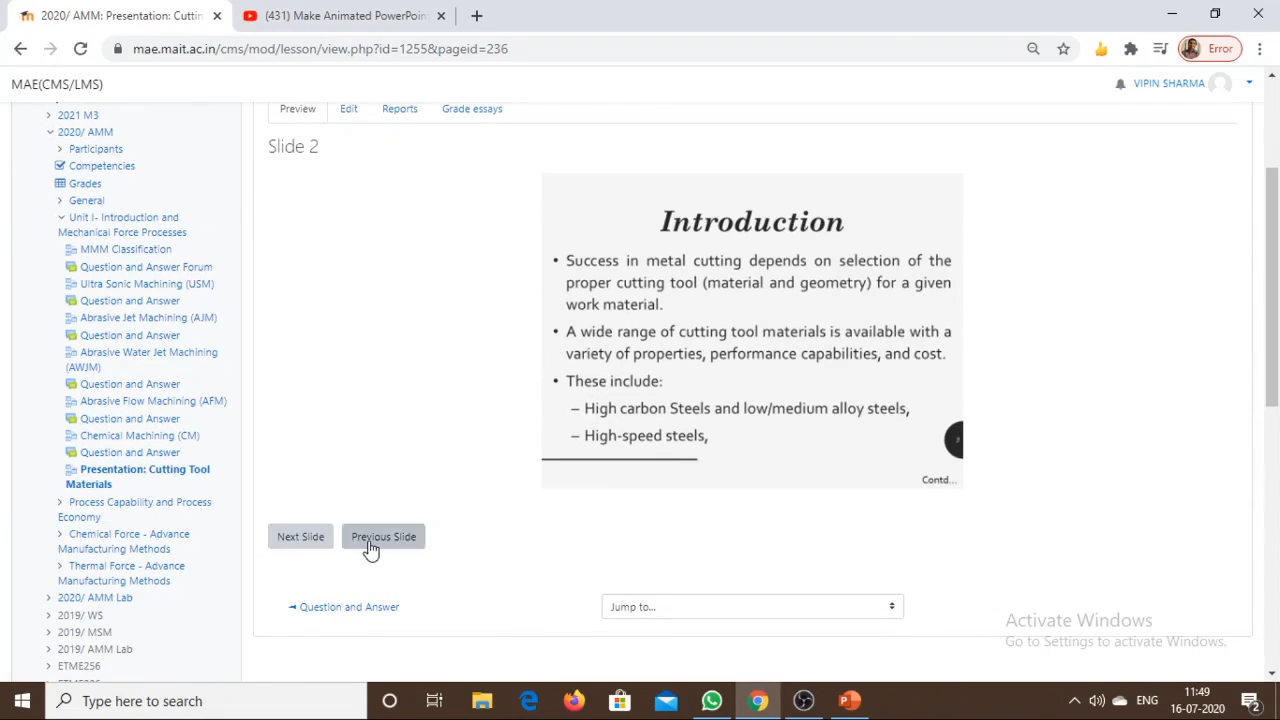 2020/ AMM: Presentation: Cuttin
(431) Make Animated PowerPoin
mae.mait.ac.in/cms/mod/lesson/view.php?id=1255&pageid=236
Error
MAE(CMS/LMS)
VIPIN SHARMA
2021 M3
2020/ AMM
Participants
Competencies
Grades
General
Unit I- Introduction and
Mechanical Force Processes
MMM Classification
Question and Answer Forum
Ultra Sonic Machining (USM)
Question and Answer
Abrasive Jet Machining (AJM)
Question and Answer
Abrasive Water Jet Machining
(AWJM)
Question and Answer
Abrasive Flow Machining (AFM)
Question and Answer
Chemical Machining (CM)
Question and Answer
Presentation: Cutting Tool
Materials
Process Capability and Process
Economy
Chemical Force - Advance
Manufacturing Methods
Thermal Force - Advance
Manufacturing Methods
2020/ AMM Lab
2019/ WS
2019/ MSM
2019/ AMM Lab
ETME256
Preview Edit Reports Grade essays
Slide 2
Introduction
• Success in metal cutting depends on selection of the
proper cutting tool (material and geometry) for a given
work material.
• A wide range of cutting tool materials is available with a
variety of properties, performance capabilities, and cost.
• These include:
– High carbon Steels and low/medium alloy steels,
– High-speed steels,
2
Contd...
Next Slide Previous Slide
◄ Question and Answer
Jump to...
Activate Windows
Go to Settings to activate Windows.
Type here to search
ENG
11:49
16-07-2020
2